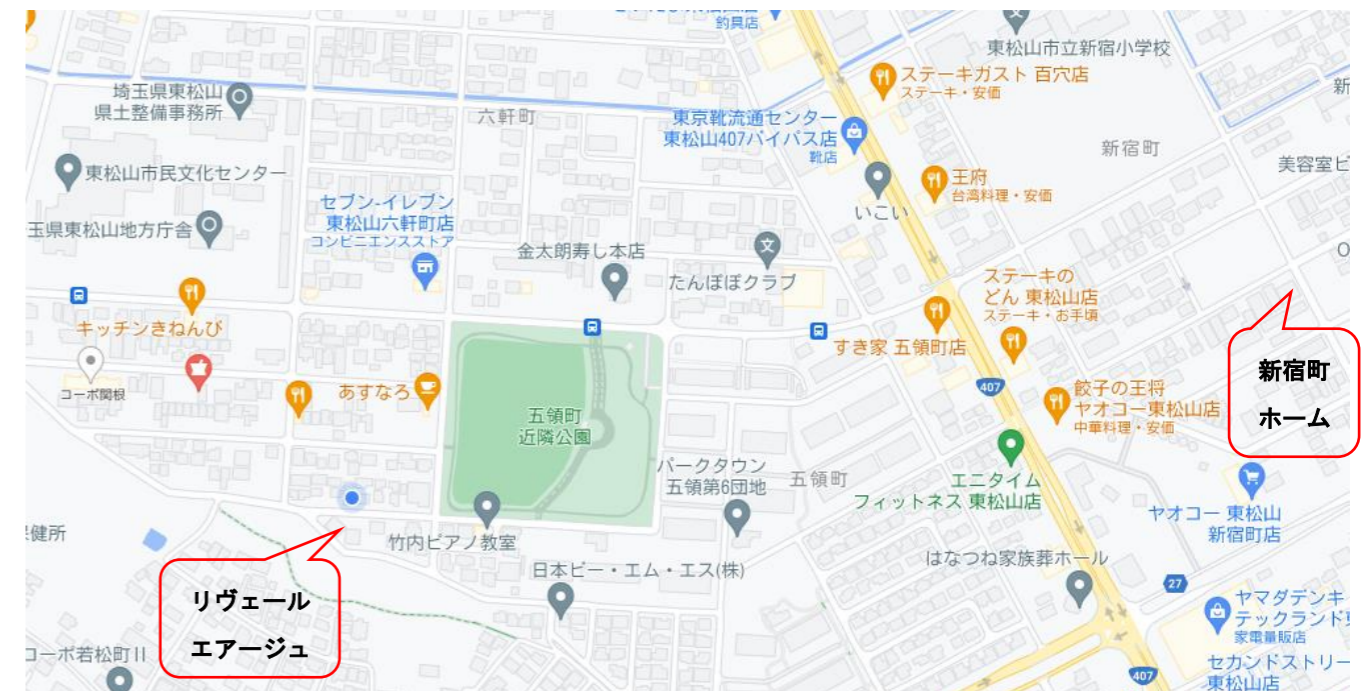 釣具店
東松山市立新宿小学校
ステーキガスト 百穴店
ステーキ・安価
埼玉県東松山
県土整備事務所
六軒町
東京靴流通センター
東松山407バイパス店
靴店
新宿町
美容室ビ
東松山市民文化センター
王府
台湾料理・安価
いこい
セブン-イレブン
東松山六軒町店
コンビニエンスストア
玉県東松山地方庁舎
金太朗寿し本店
たんぽぽクラブ
ステーキの
どん 東松山店
ステーキ・お手頃
キッチンきねんび
すき家 五領町店
コーポ関根
あすなろ
407
餃子の王将
ヤオコー東松山店
中華料理・安価
新宿町
ホーム
五領町
近隣公園
パークタウン
五領第6団地
五領町
エニタイム
フィットネス 東松山店
ヤオコー 東松山
新宿町店
健所
竹内ピアノ教室
日本ビー・エム・エス(株)
はなつね家族葬ホール
27
リヴェール
エアージュ
ヤマダデンキ
テックランド東
家電量販店
コーポ若松町II
407
セカンドストリー
東松山店